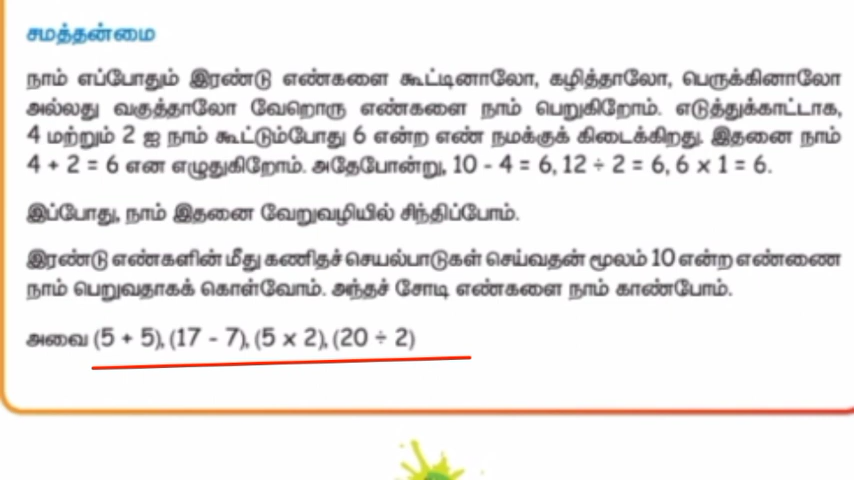 சமத்தன்மை
நாம் எப்போதும் இரண்டு எண்களை கூட்டினாலோ, கழித்தாலோ, பெருக்கினாலோ
அல்லது வகுத்தாலோ வேறொரு எண்களை நாம் பெறுகிறோம். எடுத்துக்காட்டாக,
4 மற்றும் 2 ஐ நாம் கூட்டும்போது 6 என்ற எண் நமக்குக் கிடைக்கிறது. இதனை நாம்
4 + 2 = 6 என எழுதுகிறோம். அதேபோன்று, 10 - 4 = 6, 12 ÷ 2 = 6, 6 x 1 = 6.
இப்போது, நாம் இதனை வேறுவழியில் சிந்திப்போம்.
இரண்டு எண்களின் மீது கணிதச் செயல்பாடுகள் செய்வதன் மூலம் 10 என்ற எண்ணை
நாம் பெறுவதாகக் கொள்வோம். அந்தச் சோடி எண்களை நாம் காண்போம்.
அவை (5 + 5), (17 - 7), (5 x 2), (20 ÷ 2)